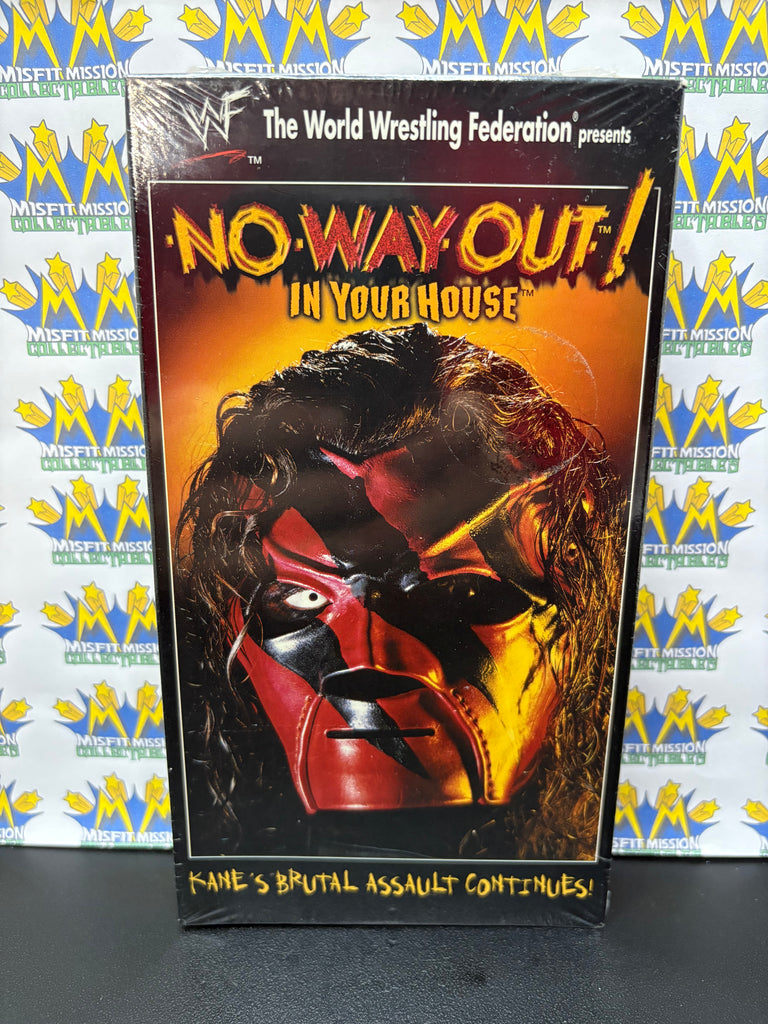 MISFIT MISSION
COLLECTABLES
WF
™
The World Wrestling Federation® presents
·NO·WAY·OUT·!™
IN YOUR HOUSE™
KANE'S BRUTAL ASSAULT CONTINUES!